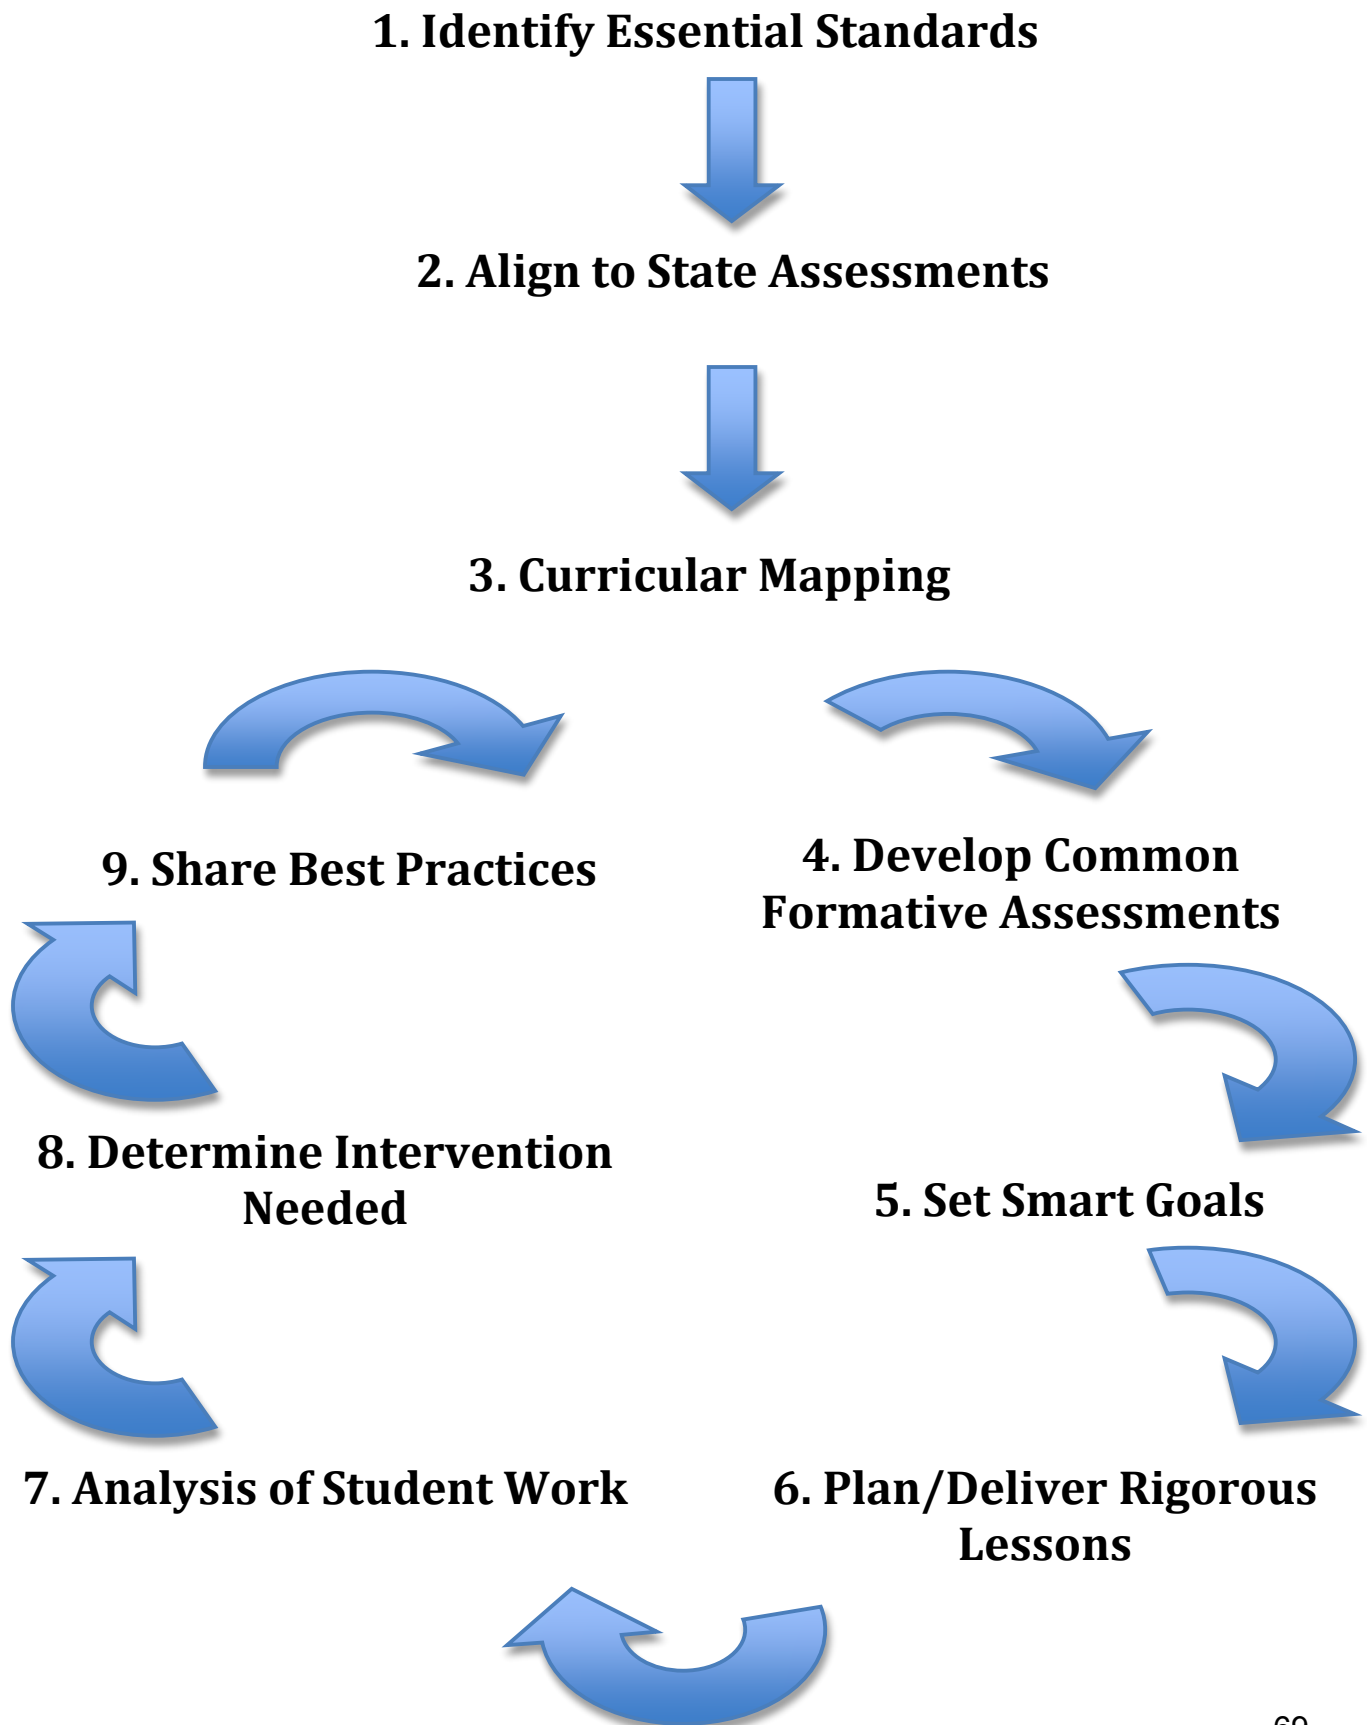 1. Identify Essential Standards
2. Align to State Assessments
3. Curricular Mapping
4. Develop Common
Formative Assessments
5. Set Smart Goals
6. Plan/Deliver Rigorous
Lessons
7. Analysis of Student Work
8. Determine Intervention
Needed
9. Share Best Practices